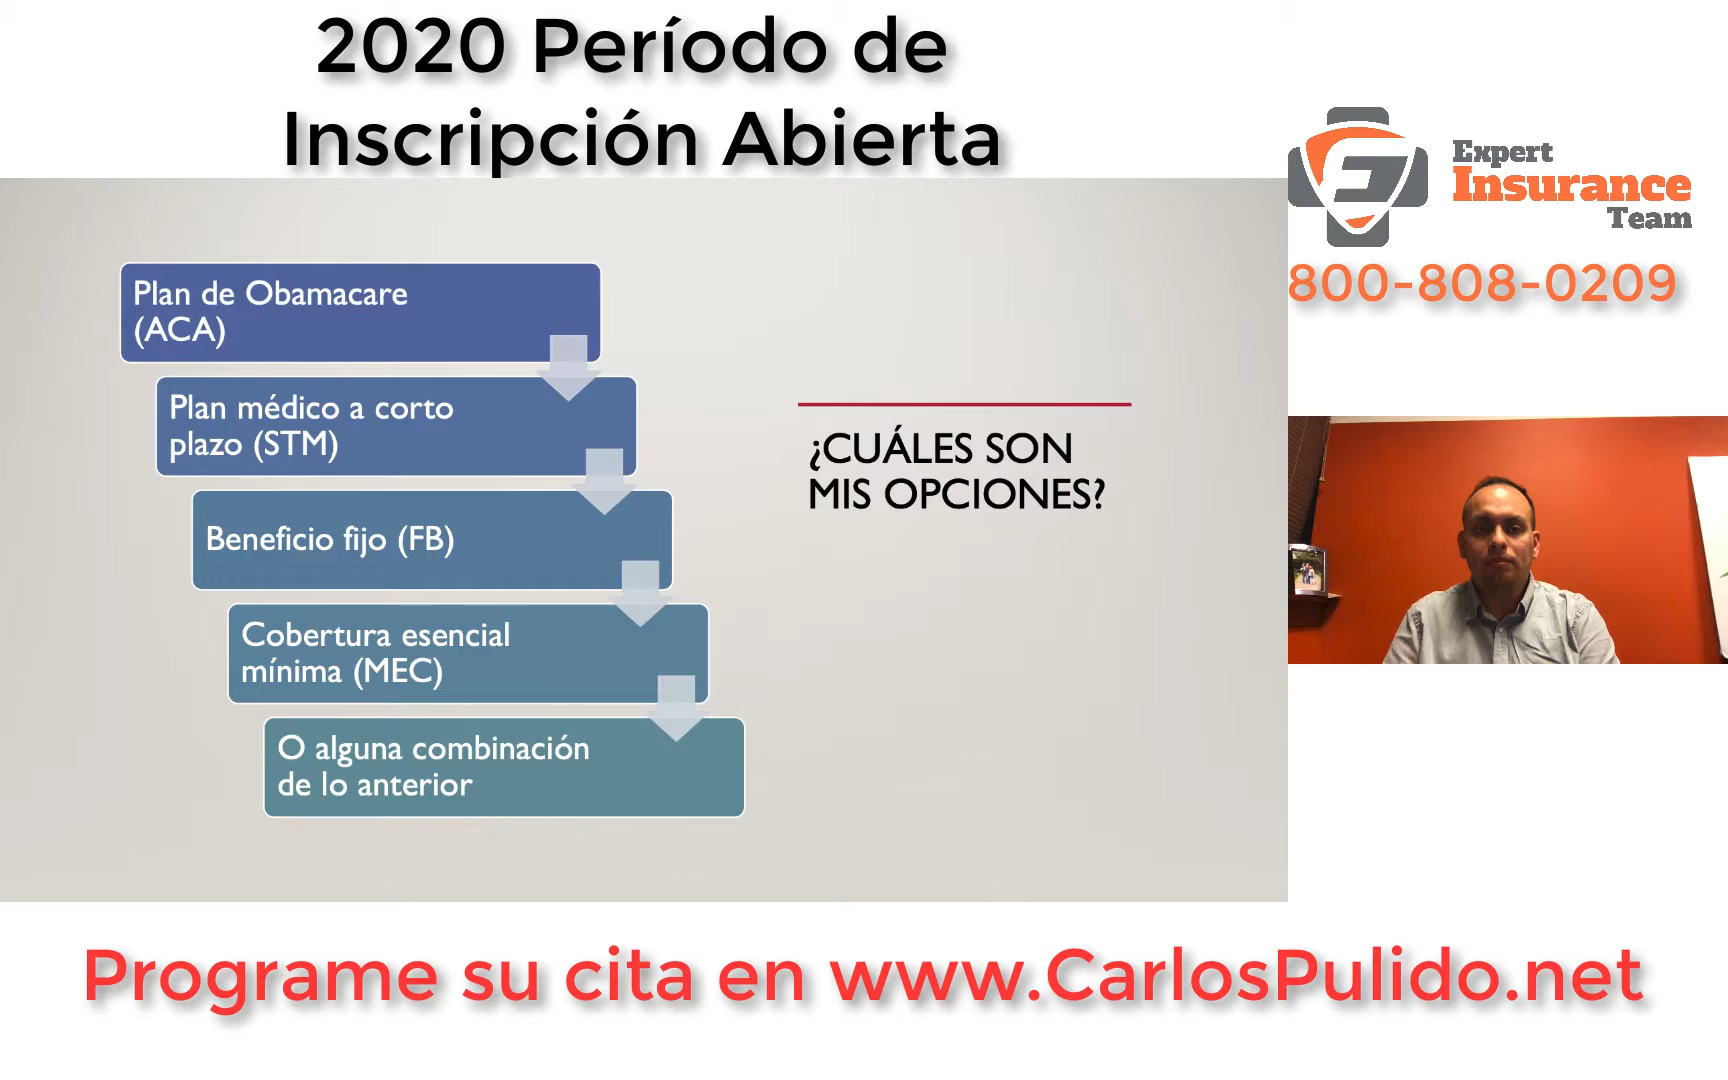 2020 Período de
Inscripción Abierta
Expert
Insurance
Team
800-808-0209
Plan de Obamacare
(ACA)
Plan médico a corto
plazo (STM)
Beneficio fijo (FB)
Cobertura esencial
mínima (MEC)
O alguna combinación
de lo anterior
¿CUÁLES SON
MIS OPCIONES?
Programe su cita en www.CarlosPulido.net